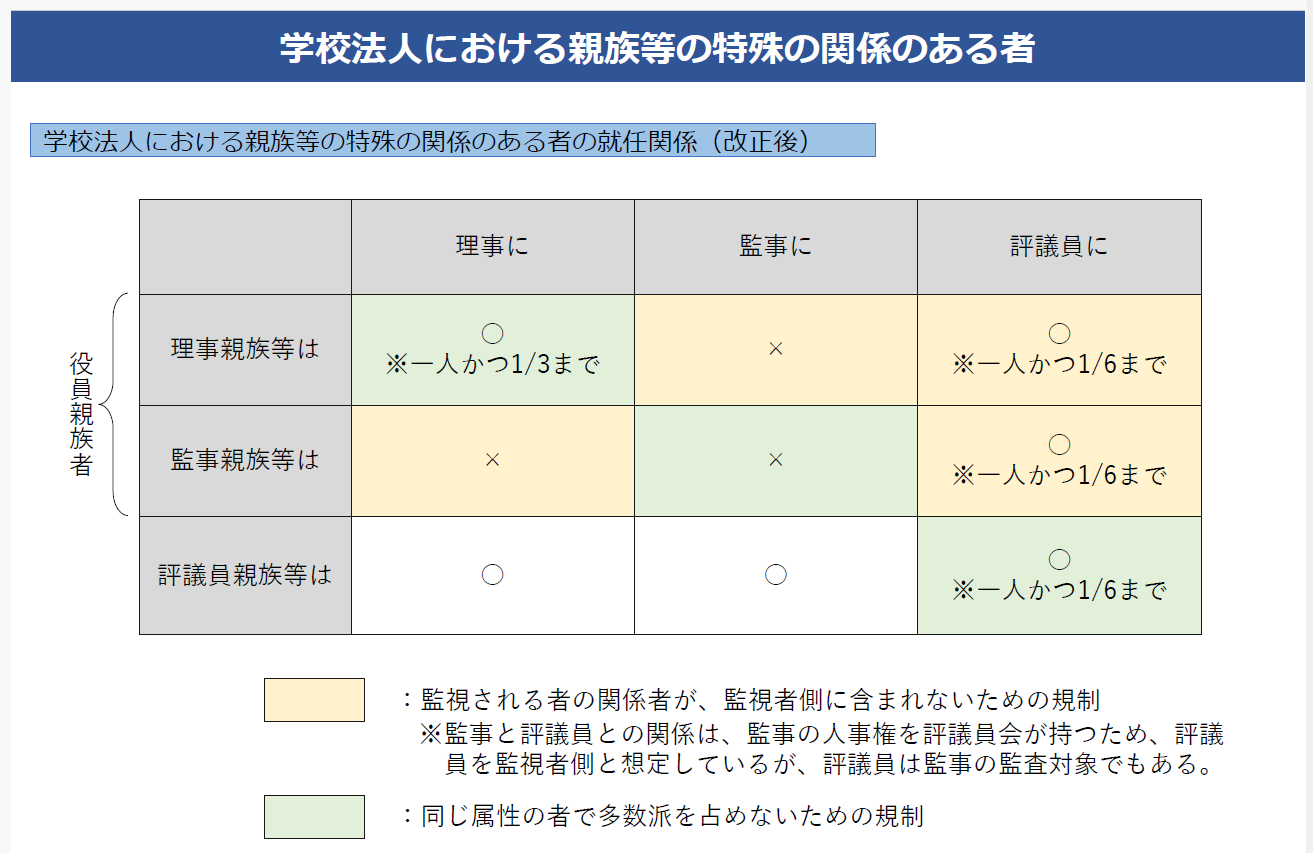 学校法人における親族等の特殊の関係のある者
学校法人における親族等の特殊の関係のある者の就任関係（改正後）
理事に
監事に
評議員に
役員親族者
理事親族等は
○
※一人かつ1/3まで
×
○
※一人かつ1/6まで
監事親族等は
×
×
○
※一人かつ1/6まで
評議員親族等は
○
○
○
※一人かつ1/6まで
：監視される者の関係者が、監視者側に含まれないための規制
※監事と評議員との関係は、監事の人事権を評議員会が持つため、評議
員を監視者側と想定しているが、評議員は監事の監査対象でもある。
：同じ属性の者で多数派を占めないための規制